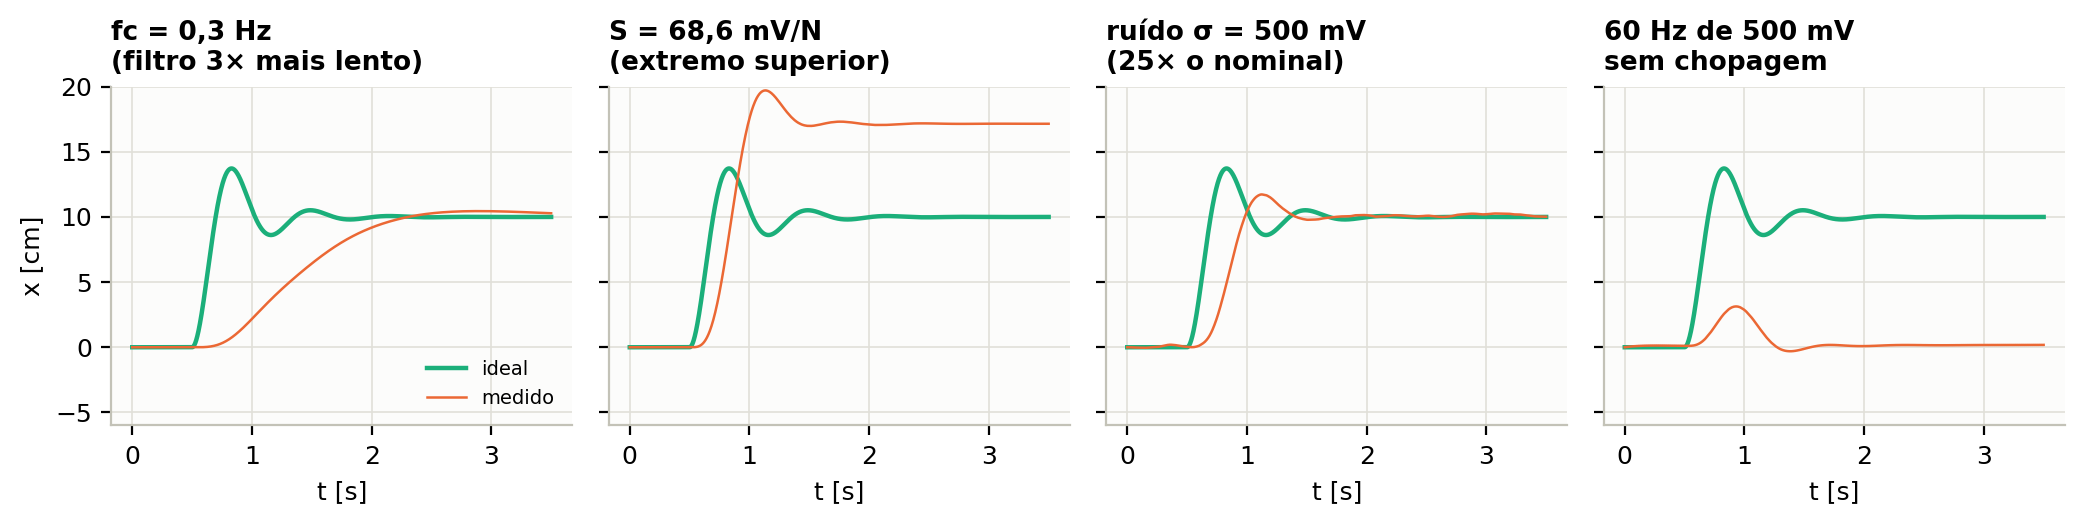 fc = 0,3 Hz
(filtro 3× mais lento)
S = 68,6 mV/N
(extremo superior)
ruído σ = 500 mV
(25× o nominal)
60 Hz de 500 mV
sem chopagem
x [cm]
20
15
10
5
0
−5
ideal
medido
0 1 2 3
0 1 2 3
0 1 2 3
0 1 2 3
t [s]
t [s]
t [s]
t [s]